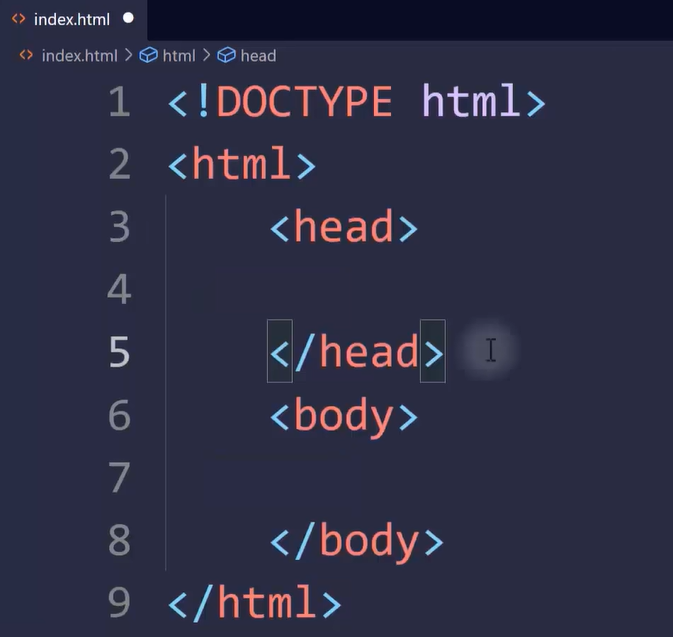 index.html
index.html > html > head
1 <!DOCTYPE html>
2 <html>
3 <head>
4
5 </head>
6 <body>
7
8 </body>
9 </html>